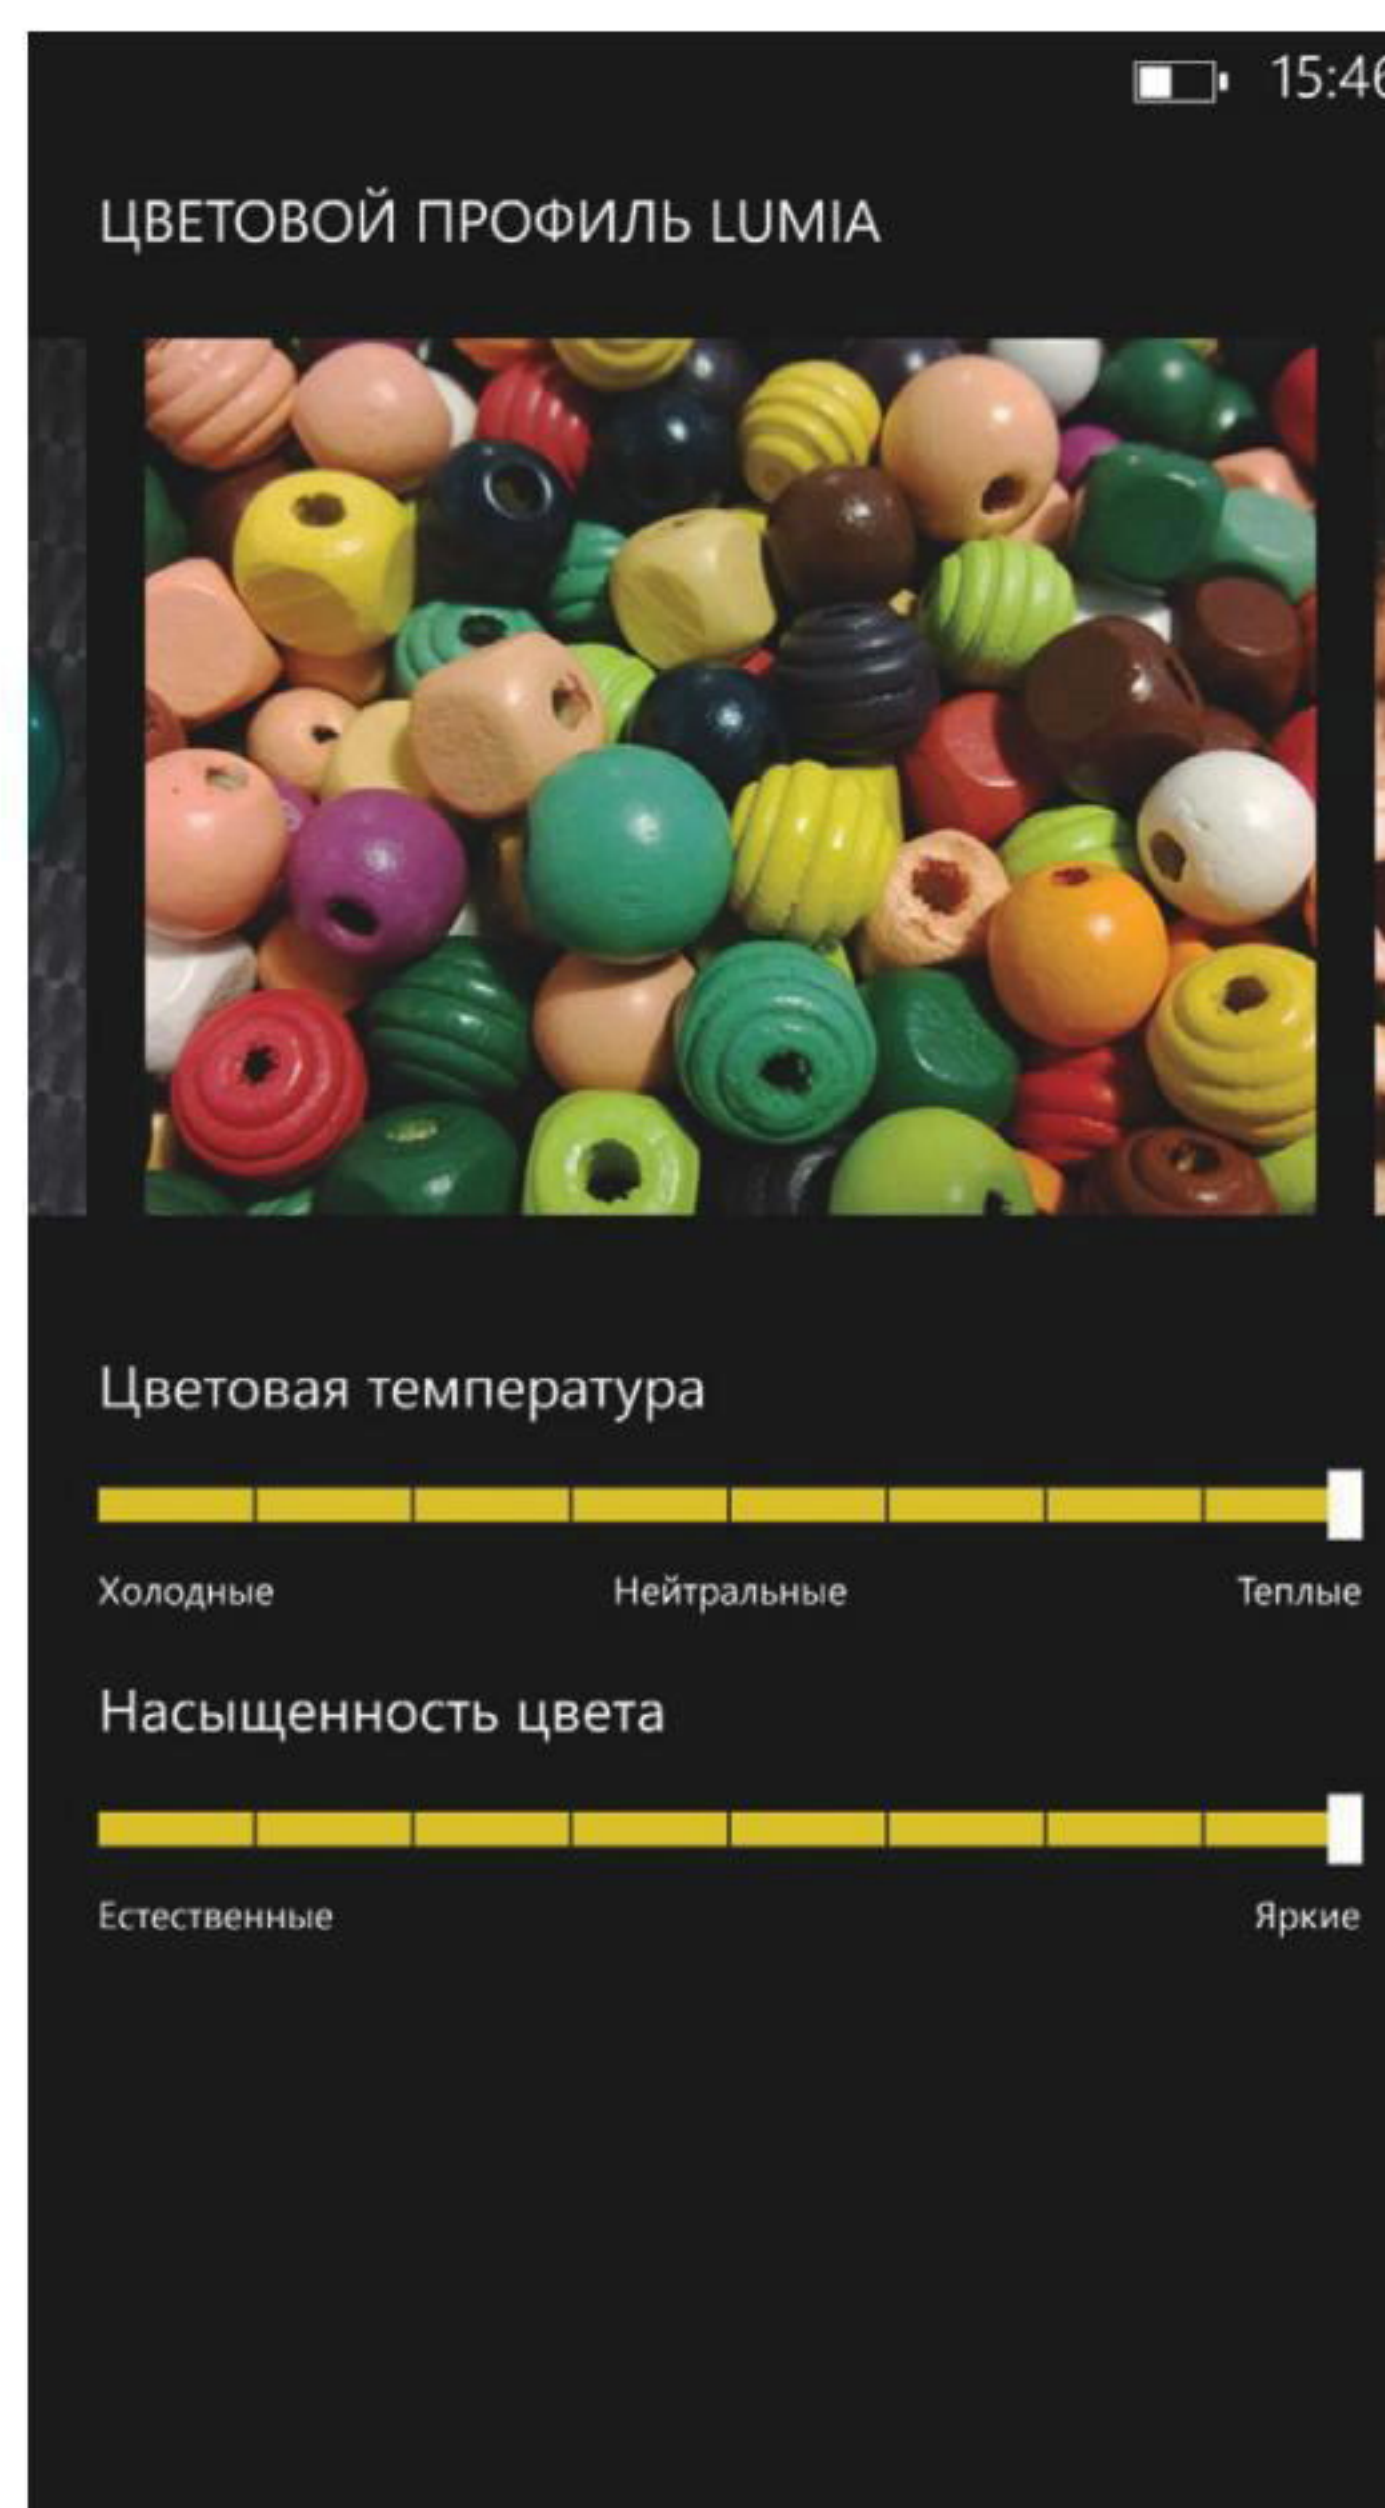 15:46
ЦВЕТОВОЙ ПРОФИЛЬ LUMIA
Цветовая температура
Холодные Нейтральные Теплые
Насыщенность цвета
Естественные Яркие